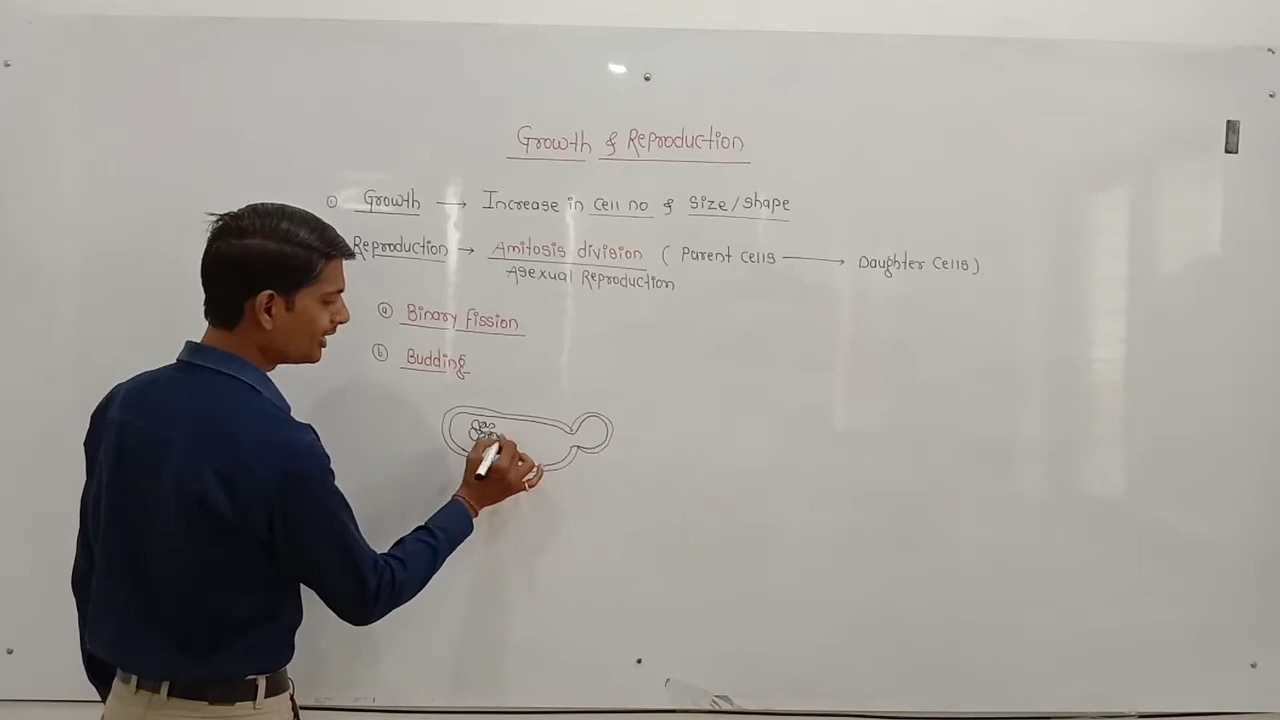 Growth & Reproduction
① Growth → Increase in cell no & size/shape
Reproduction → Amitosis division ( Parent cells → Daughter cells)
Asexual Reproduction
ⓐ Binary fission
ⓑ Budding